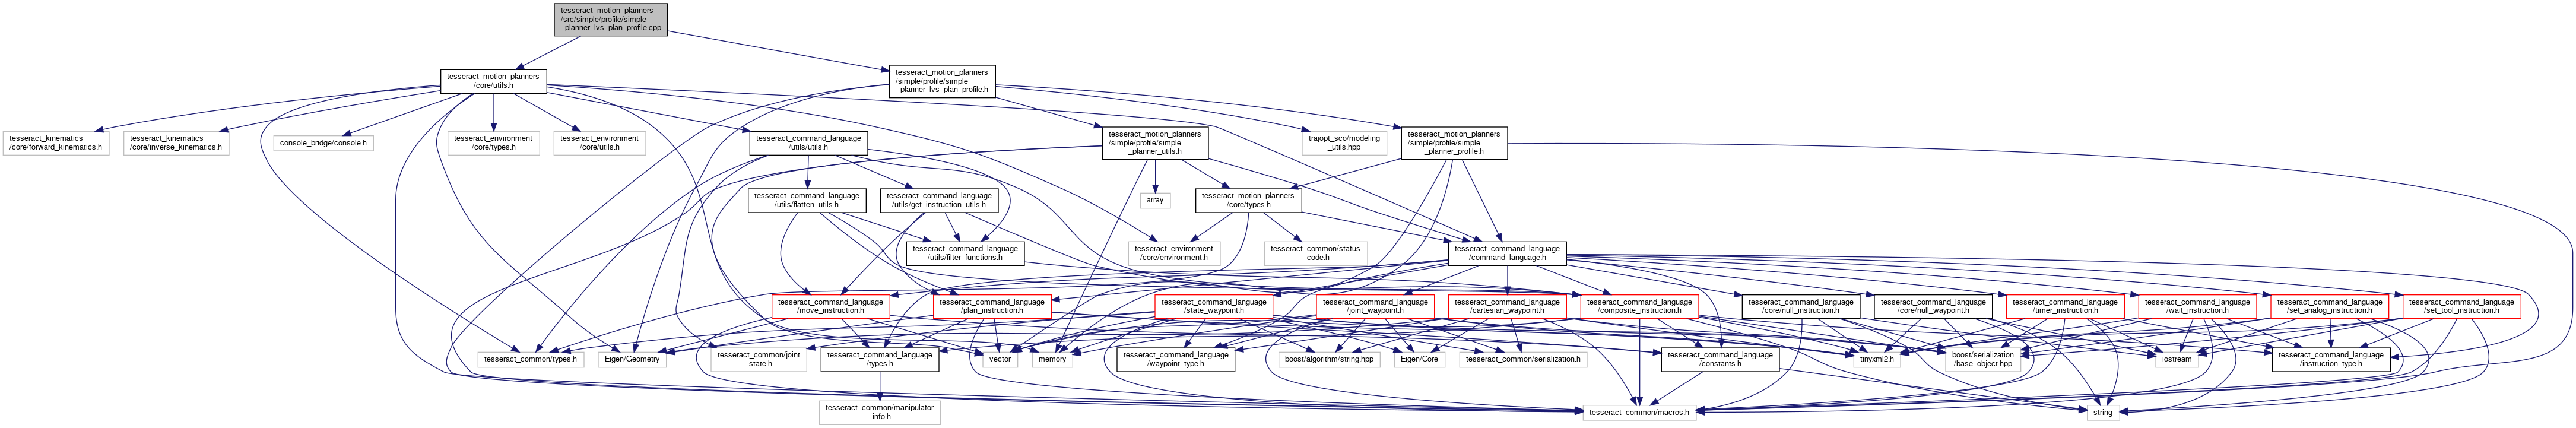 tesseract_motion_planners
/src/simple/profile/simple
_planner_lvs_plan_profile.cpp
tesseract_motion_planners
/core/utils.h
tesseract_motion_planners
/simple/profile/simple
_planner_lvs_plan_profile.h
tesseract_kinematics
/core/forward_kinematics.h
tesseract_kinematics
/core/inverse_kinematics.h
console_bridge/console.h
tesseract_environment
/core/types.h
tesseract_environment
/core/utils.h
tesseract_command_language
/utils/utils.h
tesseract_motion_planners
/simple/profile/simple
_planner_utils.h
trajopt_sco/modeling
_utils.hpp
tesseract_motion_planners
/simple/profile/simple
_planner_profile.h
tesseract_command_language
/utils/flatten_utils.h
tesseract_command_language
/utils/get_instruction_utils.h
array
tesseract_motion_planners
/core/types.h
tesseract_command_language
/utils/filter_functions.h
tesseract_environment
/core/environment.h
tesseract_common/status
_code.h
tesseract_command_language
/command_language.h
tesseract_command_language
/move_instruction.h
tesseract_command_language
/plan_instruction.h
tesseract_command_language
/state_waypoint.h
tesseract_command_language
/joint_waypoint.h
tesseract_command_language
/cartesian_waypoint.h
tesseract_command_language
/composite_instruction.h
tesseract_command_language
/core/null_instruction.h
tesseract_command_language
/core/null_waypoint.h
tesseract_command_language
/timer_instruction.h
tesseract_command_language
/wait_instruction.h
tesseract_command_language
/set_analog_instruction.h
tesseract_command_language
/set_tool_instruction.h
tesseract_common/types.h
Eigen/Geometry
tesseract_common/joint
_state.h
tesseract_command_language
/types.h
vector
memory
tesseract_command_language
/waypoint_type.h
boost/algorithm/string.hpp
Eigen/Core
tesseract_common/serialization.h
tesseract_command_language
/constants.h
tinyxml2.h
boost/serialization
/base_object.hpp
iostream
tesseract_command_language
/instruction_type.h
tesseract_common/manipulator
_info.h
tesseract_common/macros.h
string